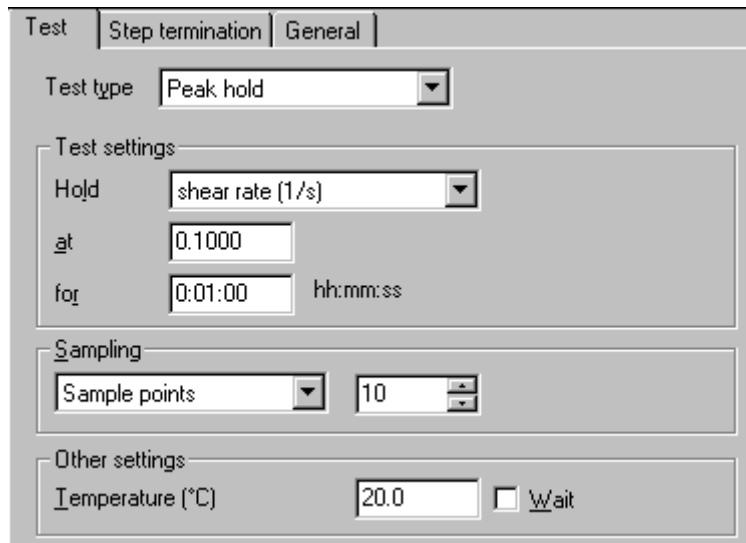 Test Step termination General
Test type Peak hold
Test settings
Hold shear rate (1/s)
at 0.1000
for 0:01:00 hh:mm:ss
Sampling
Sample points 10
Other settings
Temperature (°C) 20.0 Wait